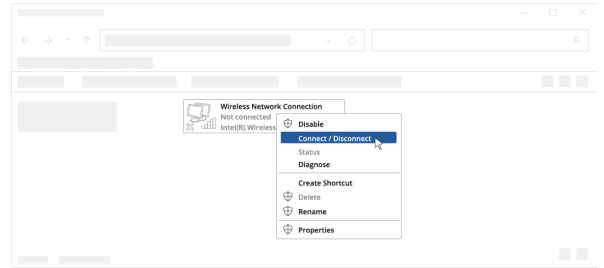 Wireless Network Connection
Not connected
Intel(R) Wireless
Disable
Connect / Disconnect
Status
Diagnose
Create Shortcut
Delete
Rename
Properties